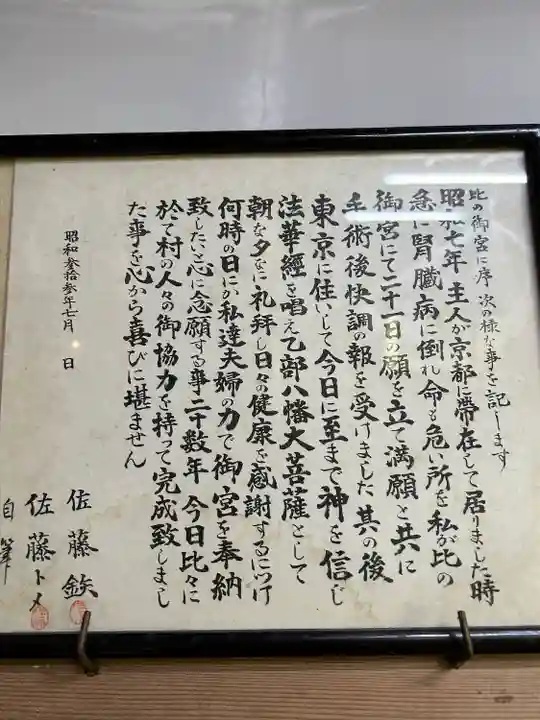 比の御宮に序 次の様な事を記します
昭和七年 主人が京都に滞在して居りました時
急に腎臓病に倒れ命も危い所を私が比の
御宮にて二十一日の願を立て満願と共に
手術後快調の報を受けました 其の後
東京に住いして今日に至まで神を信じ
法華經を唱え乙部八幡大菩薩として
朝な夕なに礼拜し日々の健康を感謝するにつけ
何時の日にか私達夫婦の力で御宮を奉納
致したいと心に念願する事二十数年 今日比々に
於て村の人々の御協力を持って完成致しまし
た事を心から喜びに堪ません
昭和参拾参年七月 日
佐藤鉄
佐藤トメ
自筆